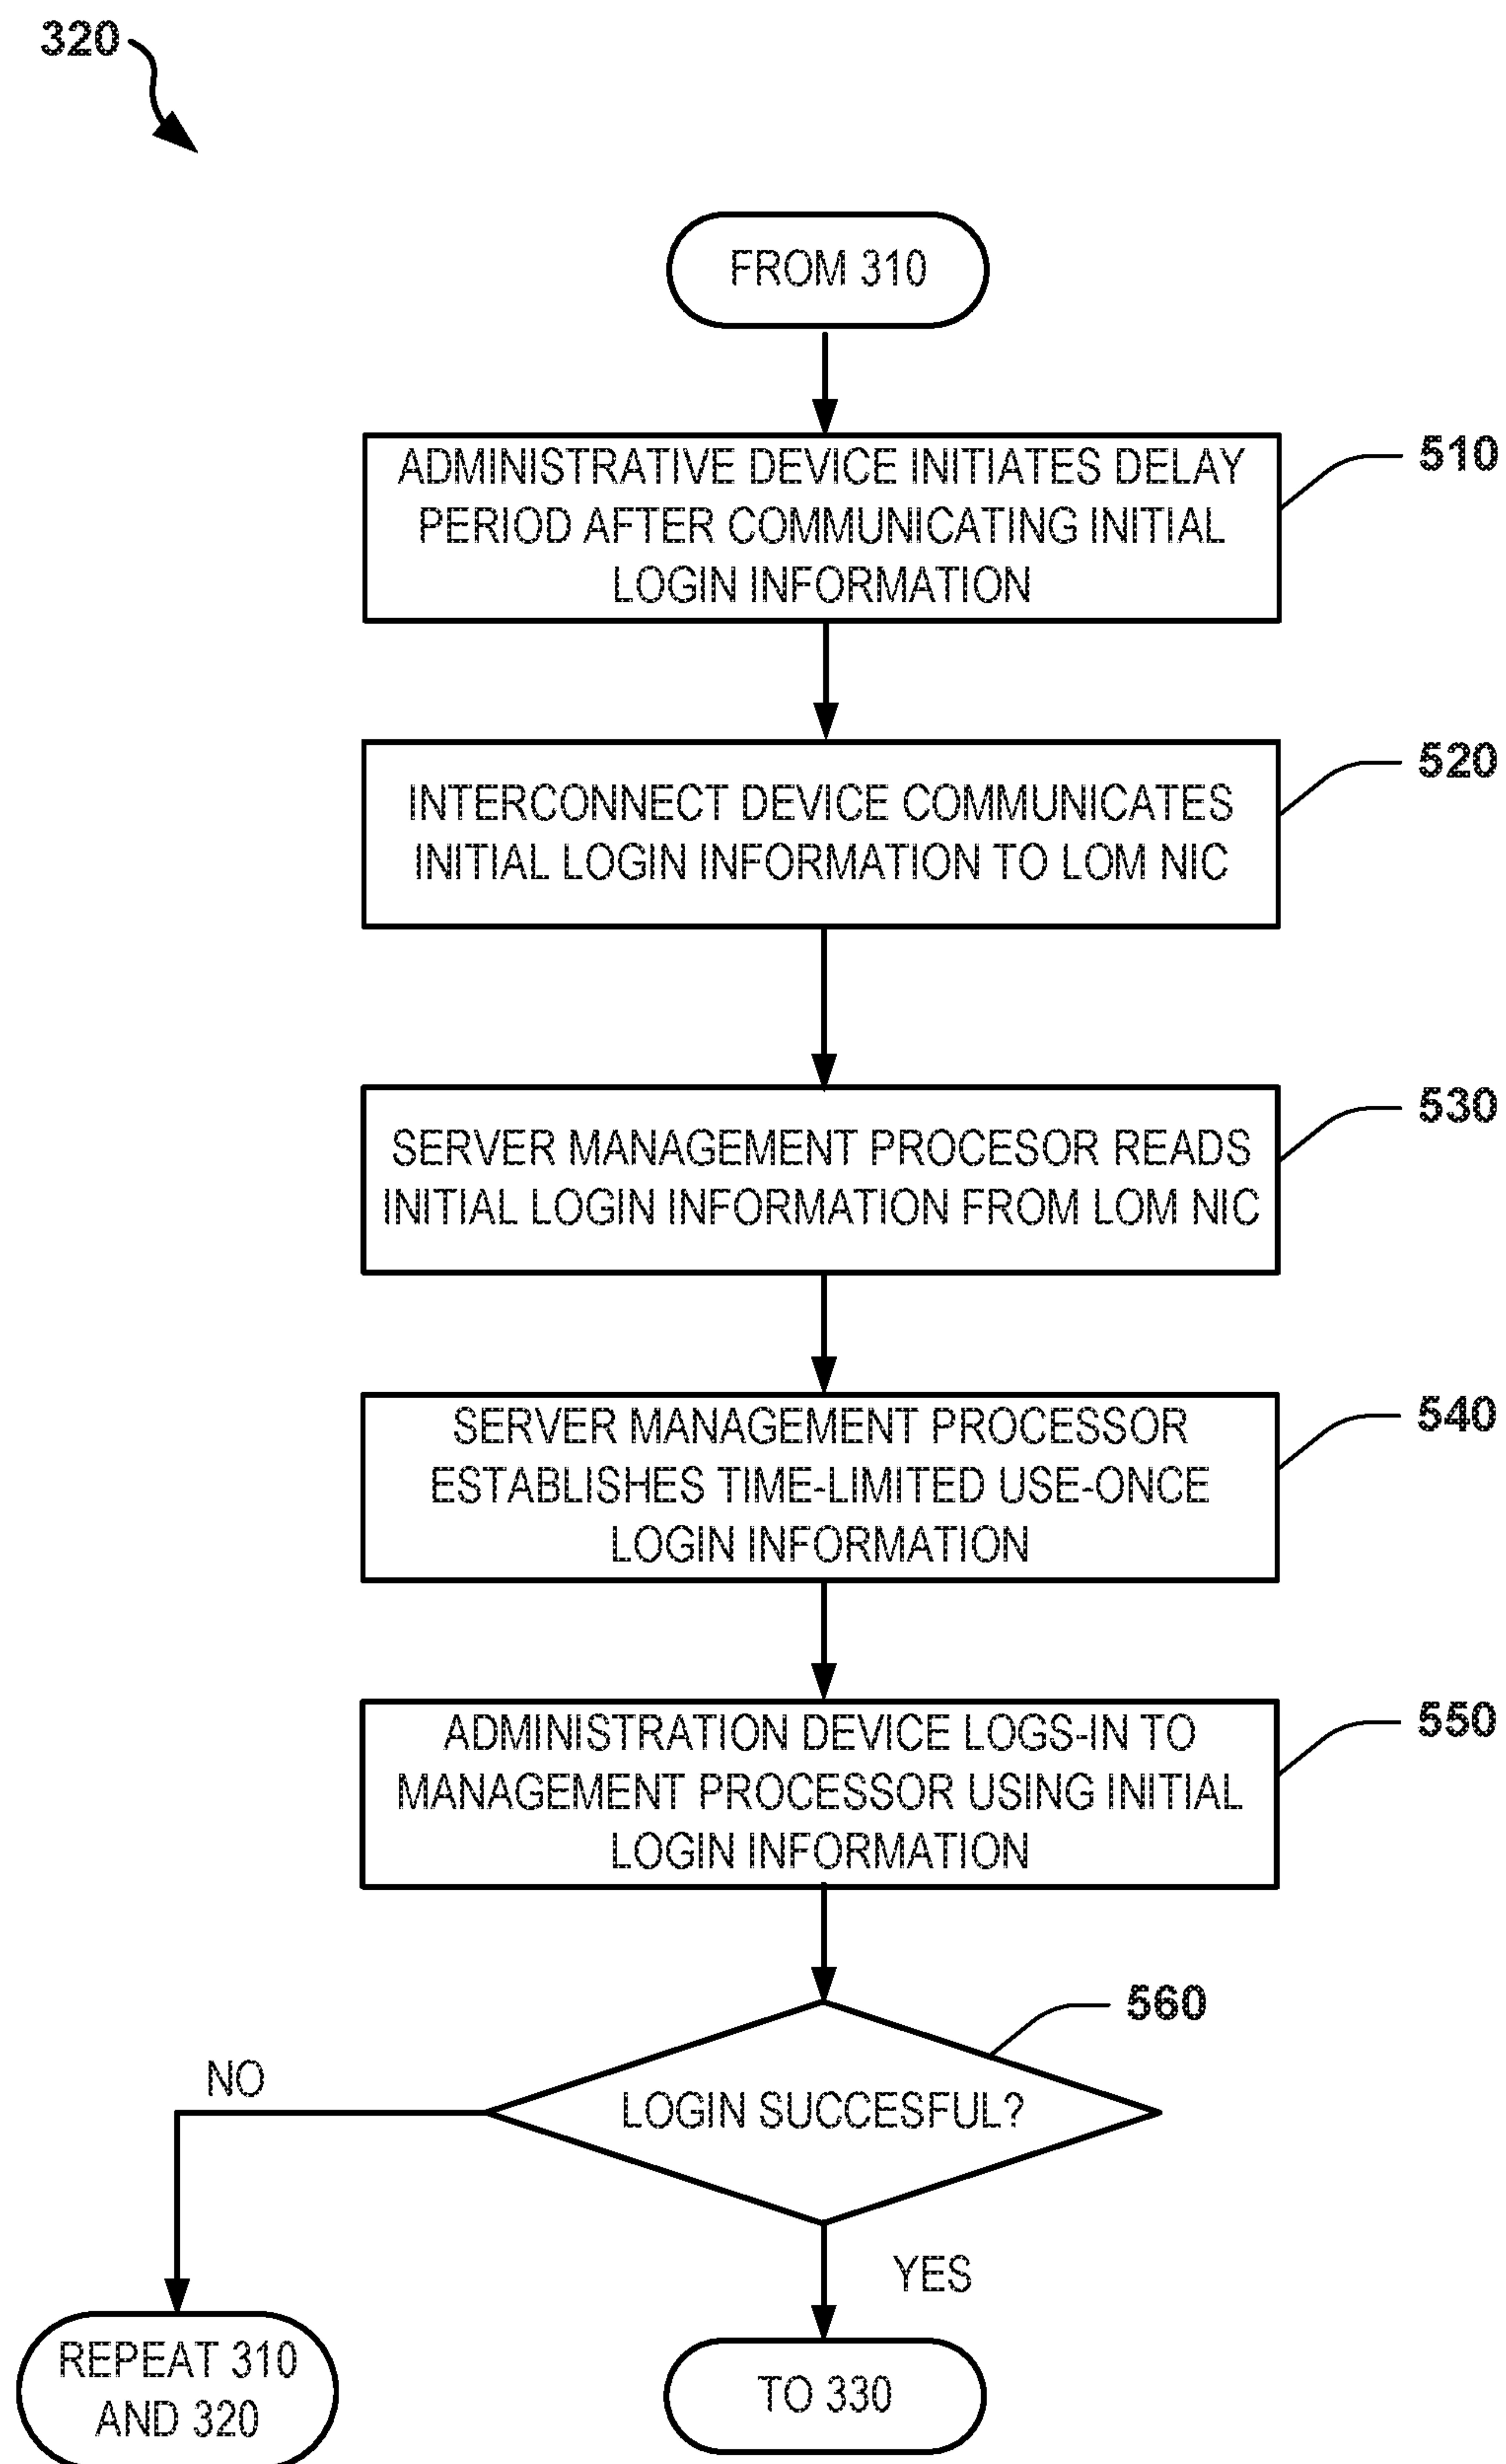 320
FROM 310
ADMINISTRATIVE DEVICE INITIATES DELAY
PERIOD AFTER COMMUNICATING INITIAL
LOGIN INFORMATION
510
INTERCONNECT DEVICE COMMUNICATES
INITIAL LOGIN INFORMATION TO LOM NIC
520
SERVER MANAGEMENT PROCESOR READS
INITIAL LOGIN INFORMATION FROM LOM NIC
530
SERVER MANAGEMENT PROCESSOR
ESTABLISHES TIME-LIMITED USE-ONCE
LOGIN INFORMATION
540
ADMINISTRATION DEVICE LOGS-IN TO
MANAGEMENT PROCESSOR USING INITIAL
LOGIN INFORMATION
550
560
LOGIN SUCCESFUL?
NO
YES
REPEAT 310
AND 320
TO 330